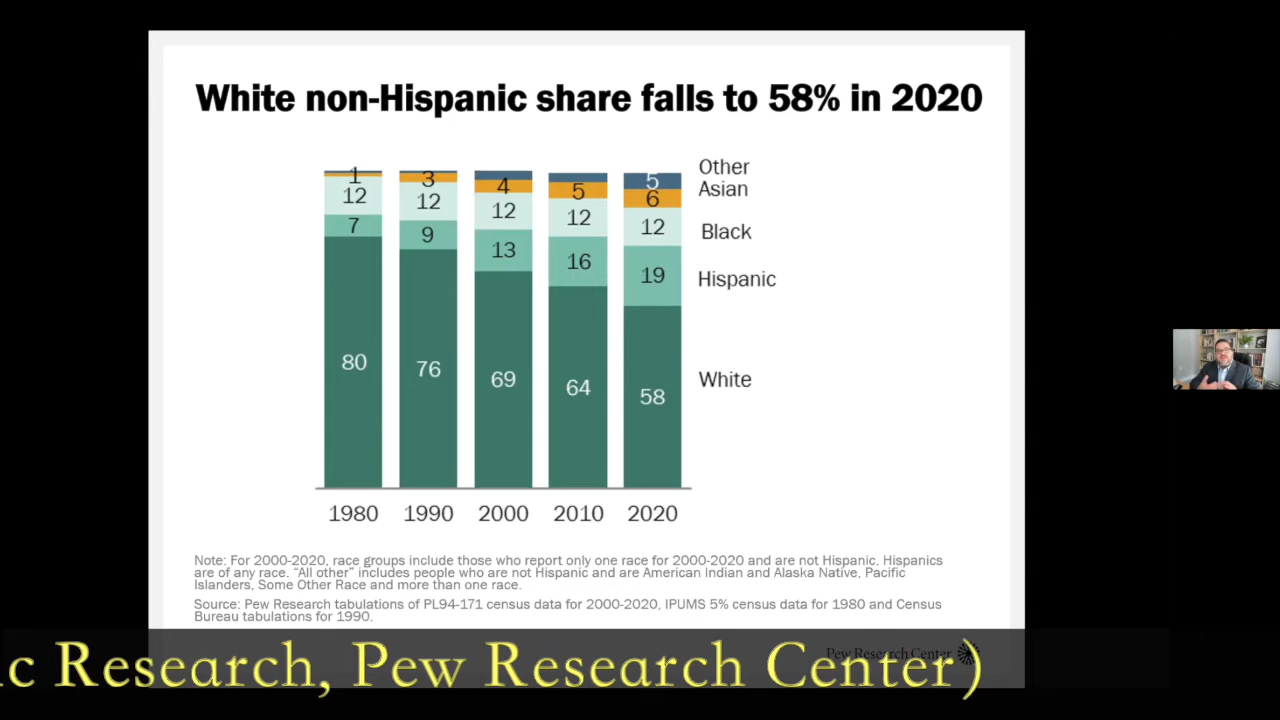 White non-Hispanic share falls to 58% in 2020
1 3 4 5 5 Other
6 Asian
12 12 12 12 12 Black
7 9 13 16 19 Hispanic
80 76 69 64 58 White
1980 1990 2000 2010 2020
Note: For 2000-2020, race groups include those who report only one race for 2000-2020 and are not Hispanic. Hispanics
are of any race. “All other” includes people who are not Hispanic and are American Indian and Alaska Native, Pacific
Islanders, Some Other Race and more than one race.
Source: Pew Research tabulations of PL94-171 census data for 2000-2020, IPUMS 5% census data for 1980 and Census
Bureau tabulations for 1990.
Pew Research Center
ic Research, Pew Research Center)